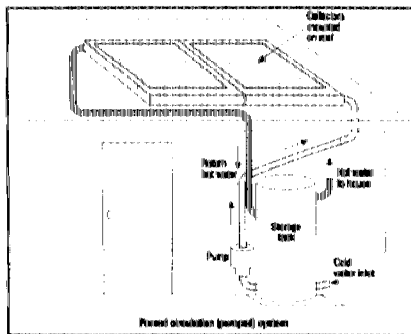 Collectors
mounted
on roof
Return
hot water
Hot water
to house
Storage
tank
Pump
Cold
water inlet
Forced circulation (pumped) system